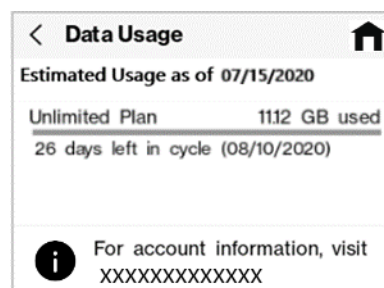 Data Usage
Estimated Usage as of 07/15/2020
Unlimited Plan 11.12 GB used
26 days left in cycle (08/10/2020)
For account information, visit
XXXXXXXXXXXXX